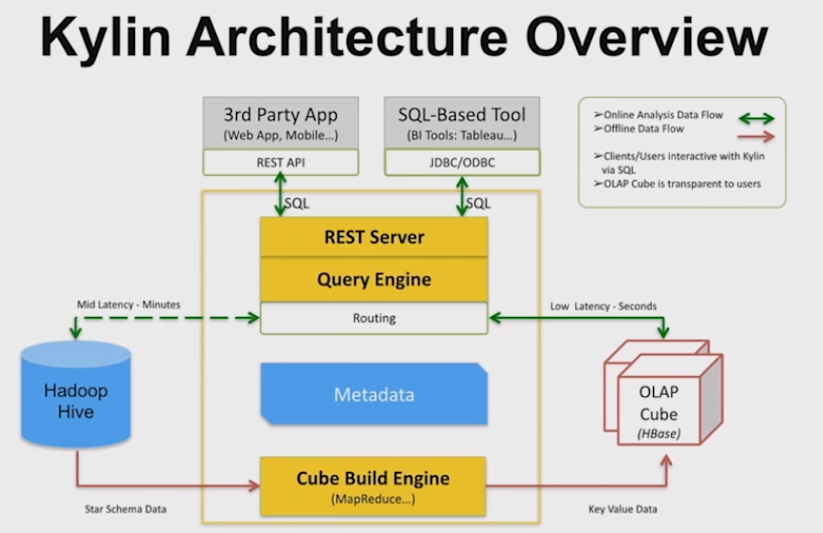 Kylin Architecture Overview
3rd Party App
(Web App, Mobile...)
REST API
SQL-Based Tool
(BI Tools: Tableau...)
JDBC/ODBC
➢Online Analysis Data Flow
➢Offline Data Flow
➢Clients/Users interactive with Kylin
via SQL
➢OLAP Cube is transparent to users
SQL
SQL
REST Server
Query Engine
Routing
Mid Latency - Minutes
Low Latency - Seconds
Hadoop
Hive
Metadata
OLAP
Cube
(HBase)
Cube Build Engine
(MapReduce...)
Star Schema Data
Key Value Data